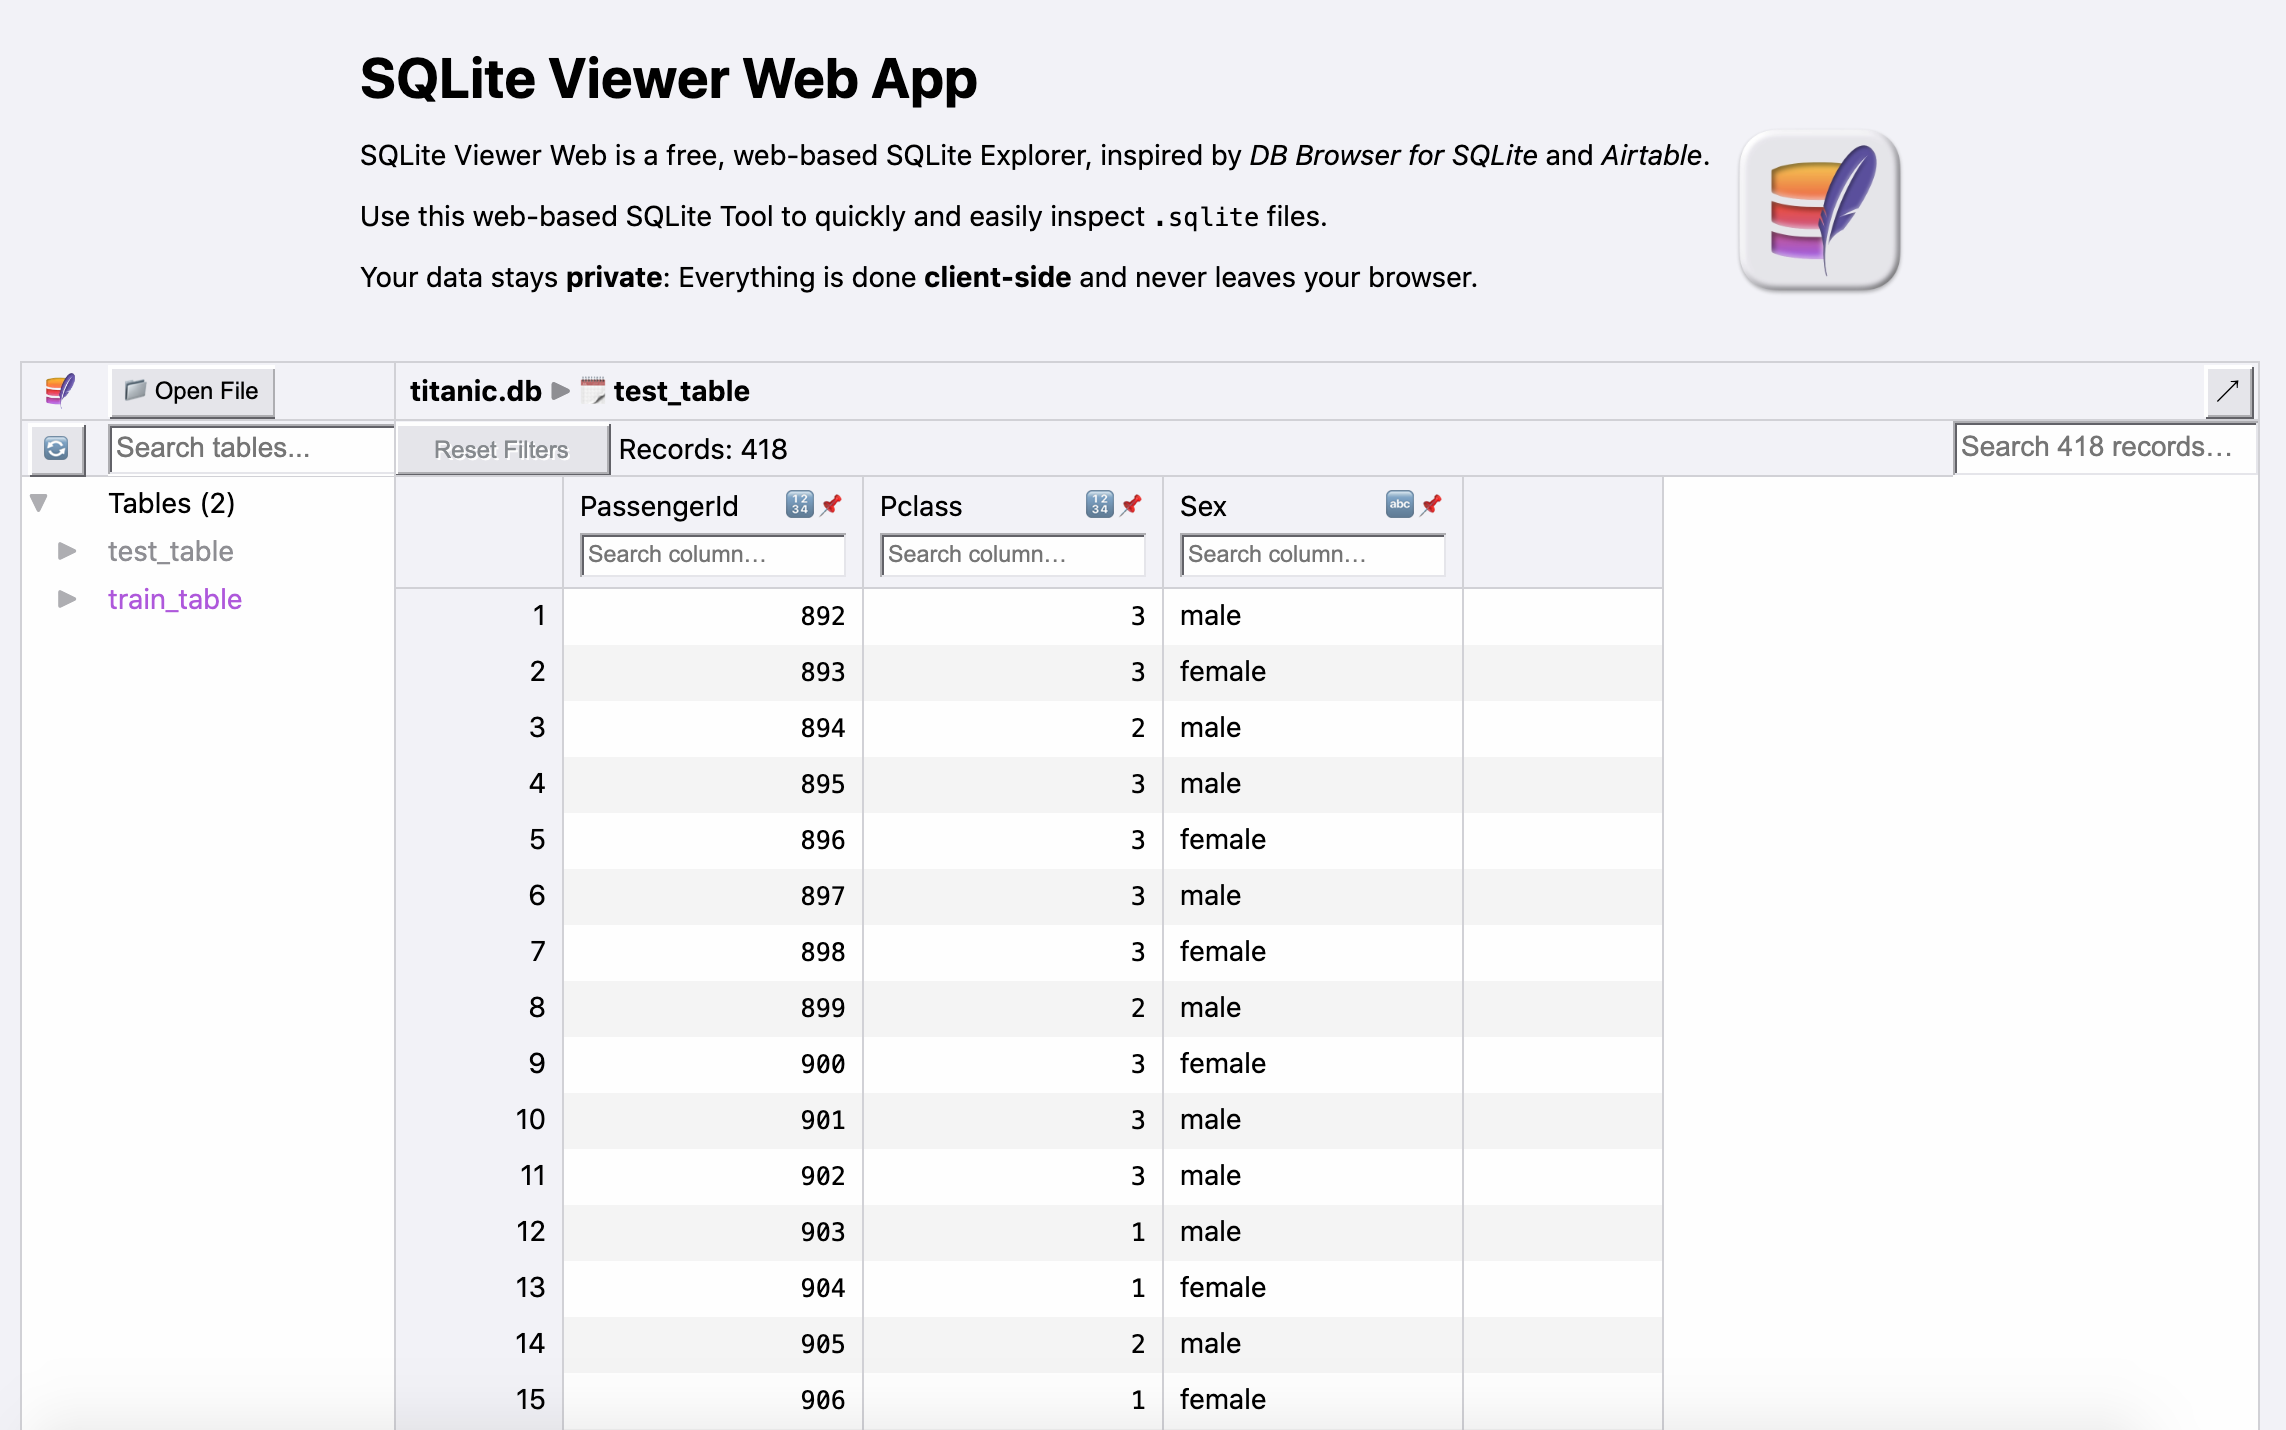 SQLite Viewer Web App
SQLite Viewer Web is a free, web-based SQLite Explorer, inspired by DB Browser for SQLite and Airtable.
Use this web-based SQLite Tool to quickly and easily inspect .sqlite files.
Your data stays private: Everything is done client-side and never leaves your browser.
Open File titanic.db test_table
Search tables... Reset Filters Records: 418 Search 418 records...
Tables (2)
test_table
train_table
PassengerId 1234 Pclass 1234 Sex abc
Search column... Search column... Search column...
1 892 3 male
2 893 3 female
3 894 2 male
4 895 3 male
5 896 3 female
6 897 3 male
7 898 3 female
8 899 2 male
9 900 3 female
10 901 3 male
11 902 3 male
12 903 1 male
13 904 1 female
14 905 2 male
15 906 1 female